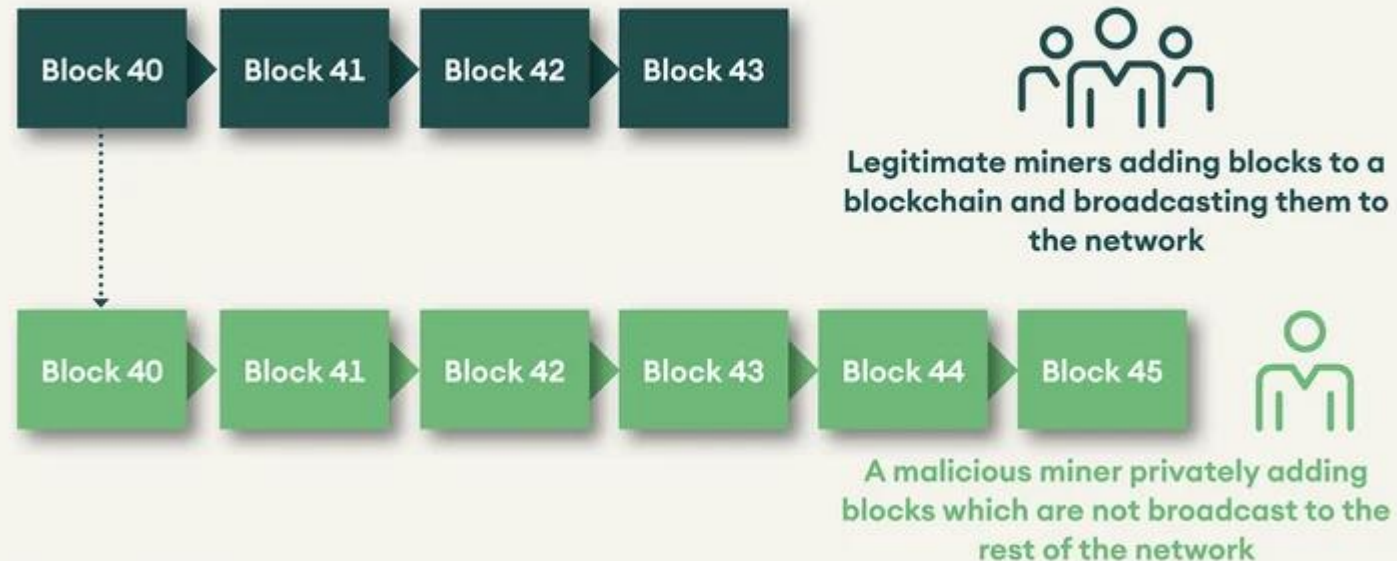 Block 40
Block 41
Block 42
Block 43
Legitimate miners adding blocks to a
blockchain and broadcasting them to
the network
Block 40
Block 41
Block 42
Block 43
Block 44
Block 45
A malicious miner privately adding
blocks which are not broadcast to the
rest of the network